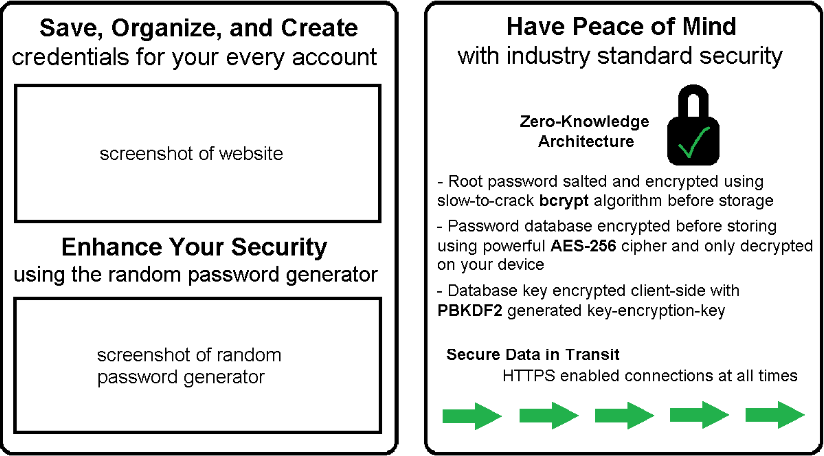 Save, Organize, and Create
credentials for your every account
screenshot of website
Enhance Your Security
using the random password generator
screenshot of random
password generator
Have Peace of Mind
with industry standard security
Zero-Knowledge
Architecture
- Root password salted and encrypted using
slow-to-crack bcrypt algorithm before storage
- Password database encrypted before storing
using powerful AES-256 cipher and only decrypted
on your device
- Database key encrypted client-side with
PBKDF2 generated key-encryption-key
Secure Data in Transit
HTTPS enabled connections at all times